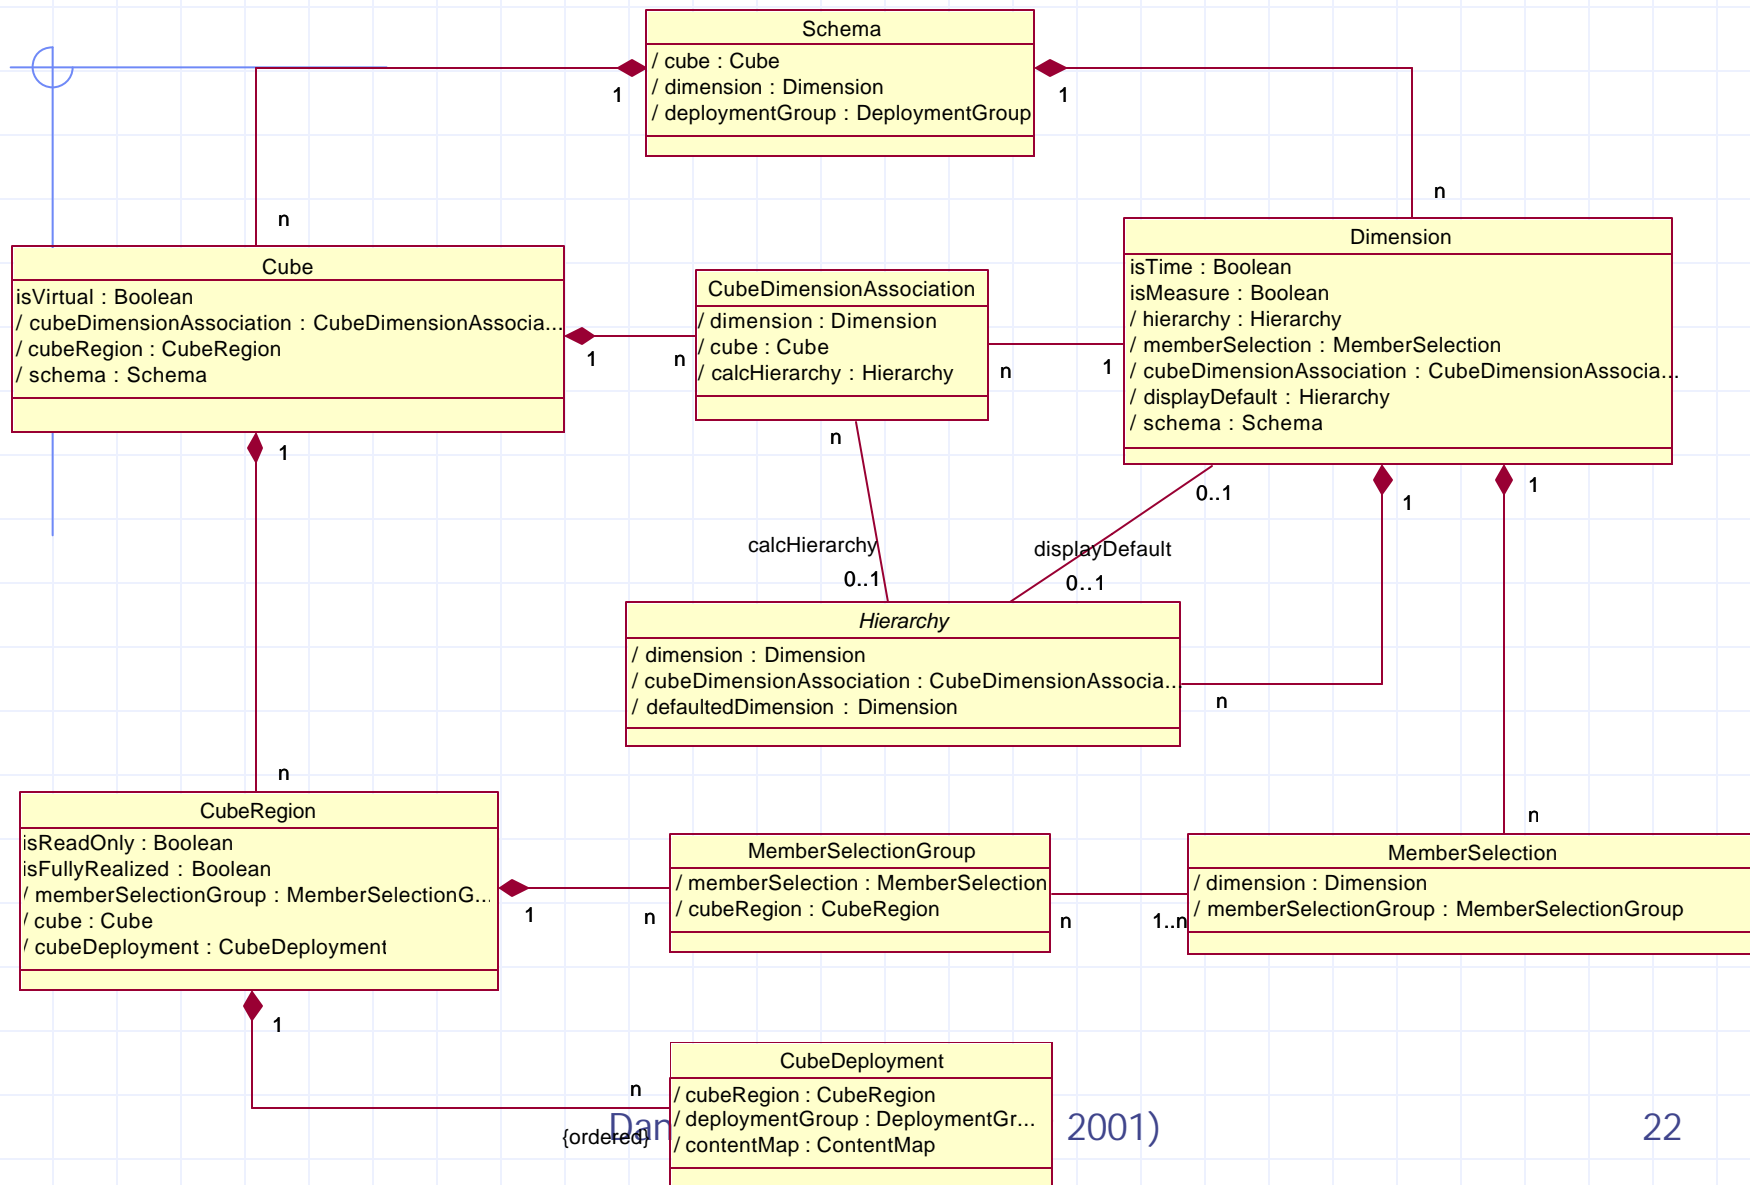 Schema
/ cube : Cube
/ dimension : Dimension
/ deploymentGroup : DeploymentGroup
1
1
n
n
Cube
isVirtual : Boolean
/ cubeDimensionAssociation : CubeDimensionAssocia...
/ cubeRegion : CubeRegion
/ schema : Schema
1
n
CubeDimensionAssociation
/ dimension : Dimension
/ cube : Cube
/ calcHierarchy : Hierarchy
n
1
Dimension
isTime : Boolean
isMeasure : Boolean
/ hierarchy : Hierarchy
/ memberSelection : MemberSelection
/ cubeDimensionAssociation : CubeDimensionAssocia...
/ displayDefault : Hierarchy
/ schema : Schema
1
n
0..1
1
1
calcHierarchy
0..1
displayDefault
0..1
Hierarchy
/ dimension : Dimension
/ cubeDimensionAssociation : CubeDimensionAssocia...
/ defaultedDimension : Dimension
n
n
n
CubeRegion
isReadOnly : Boolean
isFullyRealized : Boolean
/ memberSelectionGroup : MemberSelectionG...
/ cube : Cube
/ cubeDeployment : CubeDeployment
1
n
MemberSelectionGroup
/ memberSelection : MemberSelection
/ cubeRegion : CubeRegion
n
1..n
MemberSelection
/ dimension : Dimension
/ memberSelectionGroup : MemberSelectionGroup
1
n
{ordered}
CubeDeployment
/ cubeRegion : CubeRegion
/ deploymentGroup : DeploymentGr...
/ contentMap : ContentMap
2001)
22